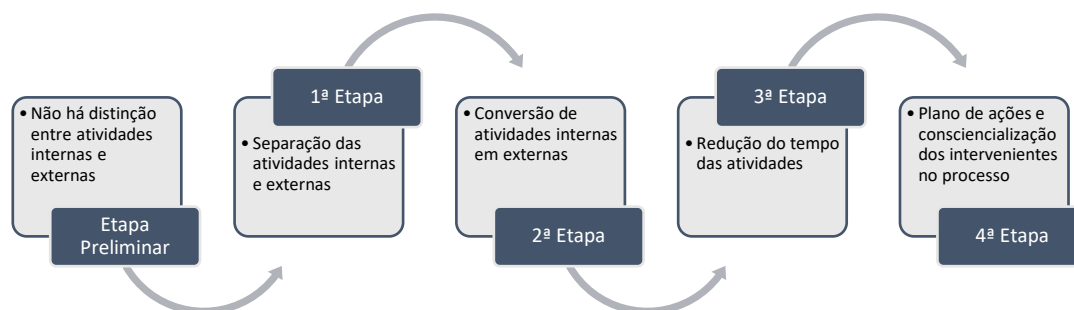 • Não há distinção
entre atividades
internas e
externas
Etapa
Preliminar
1ª Etapa
• Separação das
atividades internas
e externas
• Conversão de
atividades internas
em externas
2ª Etapa
3ª Etapa
• Redução do tempo
das atividades
• Plano de ações e
consciencialização
dos intervenientes
no processo
4ª Etapa